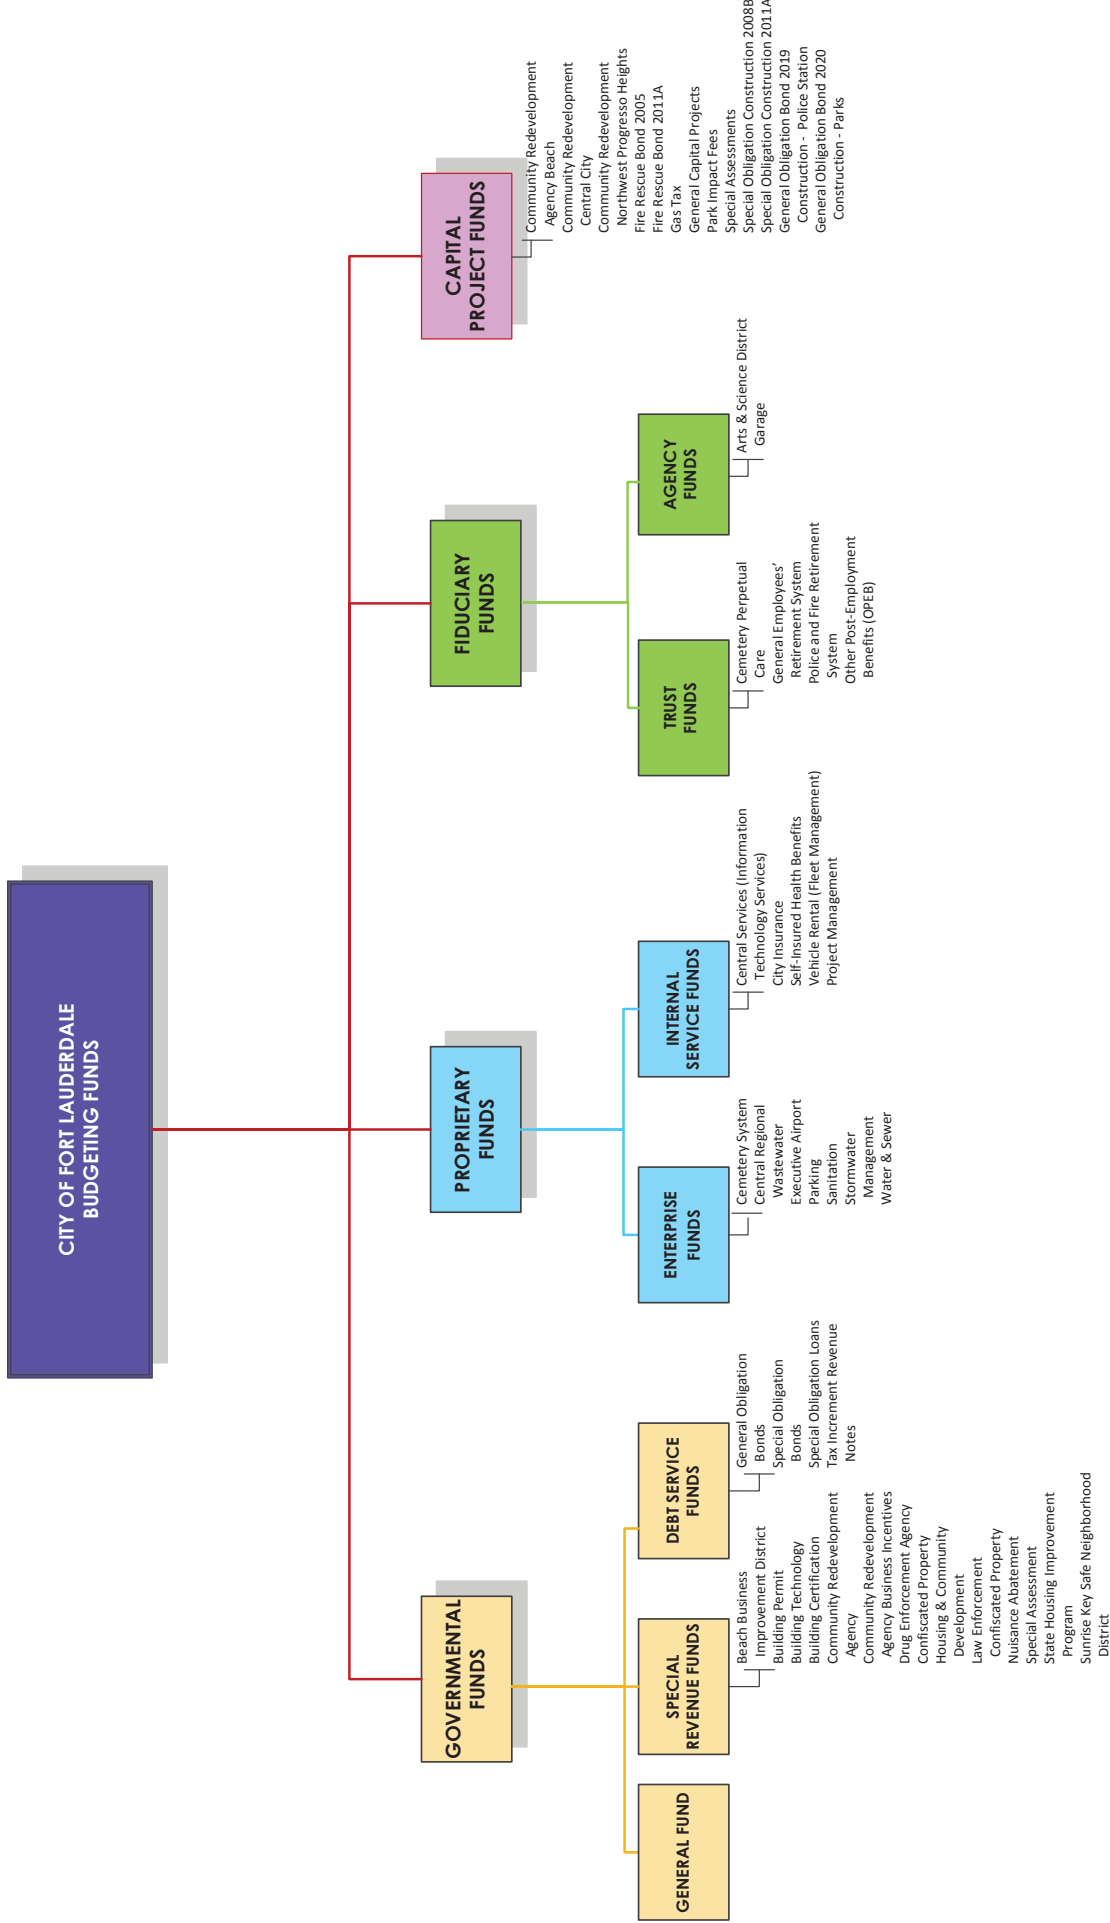 CITY OF FORT LAUDERDALE
BUDGETING FUNDS
GOVERNMENTAL
FUNDS
PROPRIETARY
FUNDS
FIDUCIARY
FUNDS
CAPITAL
PROJECT FUNDS
Community Redevelopment
Agency Beach
Community Redevelopment
Central City
Community Redevelopment
Northwest Progresso Heights
Fire Rescue Bond 2005
Fire Rescue Bond 2011A
Gas Tax
General Capital Projects
Park Impact Fees
Special Assessments
Special Obligation Construction 2008B
Special Obligation Construction 2011A
General Obligation Bond 2019
Construction - Police Station
General Obligation Bond 2020
Construction - Parks
GENERAL FUND
SPECIAL
REVENUE FUNDS
Beach Business
Improvement District
Building Permit
Building Technology
Building Certification
Community Redevelopment
Agency
Community Redevelopment
Agency Business Incentives
Drug Enforcement Agency
Confiscated Property
Housing & Community
Development
Law Enforcement
Confiscated Property
Nuisance Abatement
Special Assessment
State Housing Improvement
Program
Sunrise Key Safe Neighborhood
District
DEBT SERVICE
FUNDS
General Obligation
Bonds
Special Obligation
Bonds
Special Obligation Loans
Tax Increment Revenue
Notes
ENTERPRISE
FUNDS
Cemetery System
Central Regional
Wastewater
Executive Airport
Parking
Sanitation
Stormwater
Management
Water & Sewer
INTERNAL
SERVICE FUNDS
Central Services (Information
Technology Services)
City Insurance
Self-Insured Health Benefits
Vehicle Rental (Fleet Management)
Project Management
TRUST
FUNDS
Cemetery Perpetual
Care
General Employees’
Retirement System
Police and Fire Retirement
System
Other Post-Employment
Benefits (OPEB)
AGENCY
FUNDS
Arts & Science District
Garage